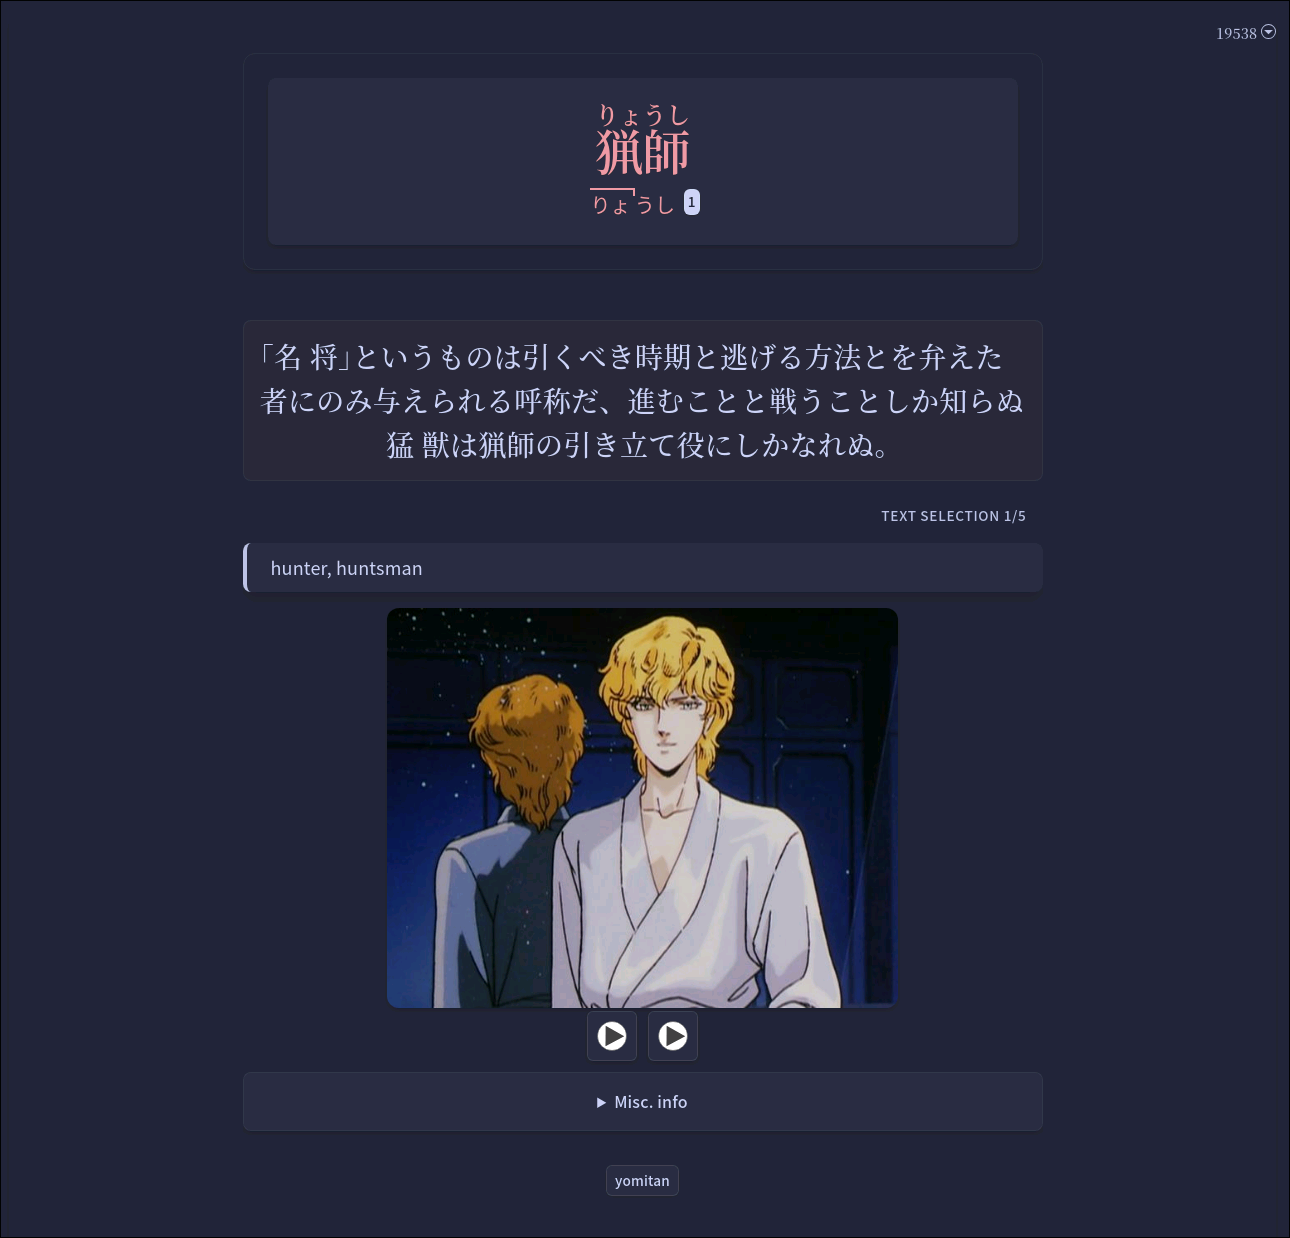 19538
りょうし
猟師
りょうし 1
｢名 将｣というものは引くべき時期と逃げる方法とを弁えた
者にのみ与えられる呼称だ、進むことと戦うことしか知らぬ
猛 獣は猟師の引き立て役にしかなれぬ。
TEXT SELECTION 1/5
hunter, huntsman
Misc. info
yomitan